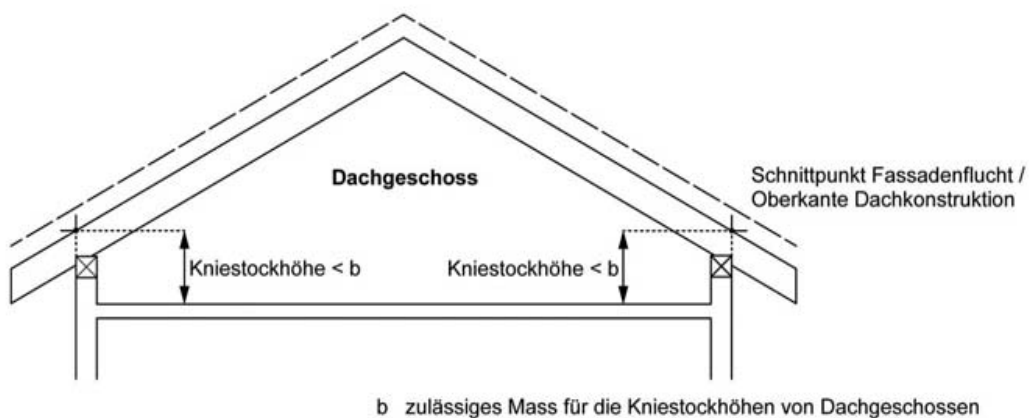 Dachgeschoss
Schnittpunkt Fassadenflucht /
Oberkante Dachkonstruktion
Kniestockhöhe < b
Kniestockhöhe < b
b zulässiges Mass für die Kniestockhöhen von Dachgeschossen